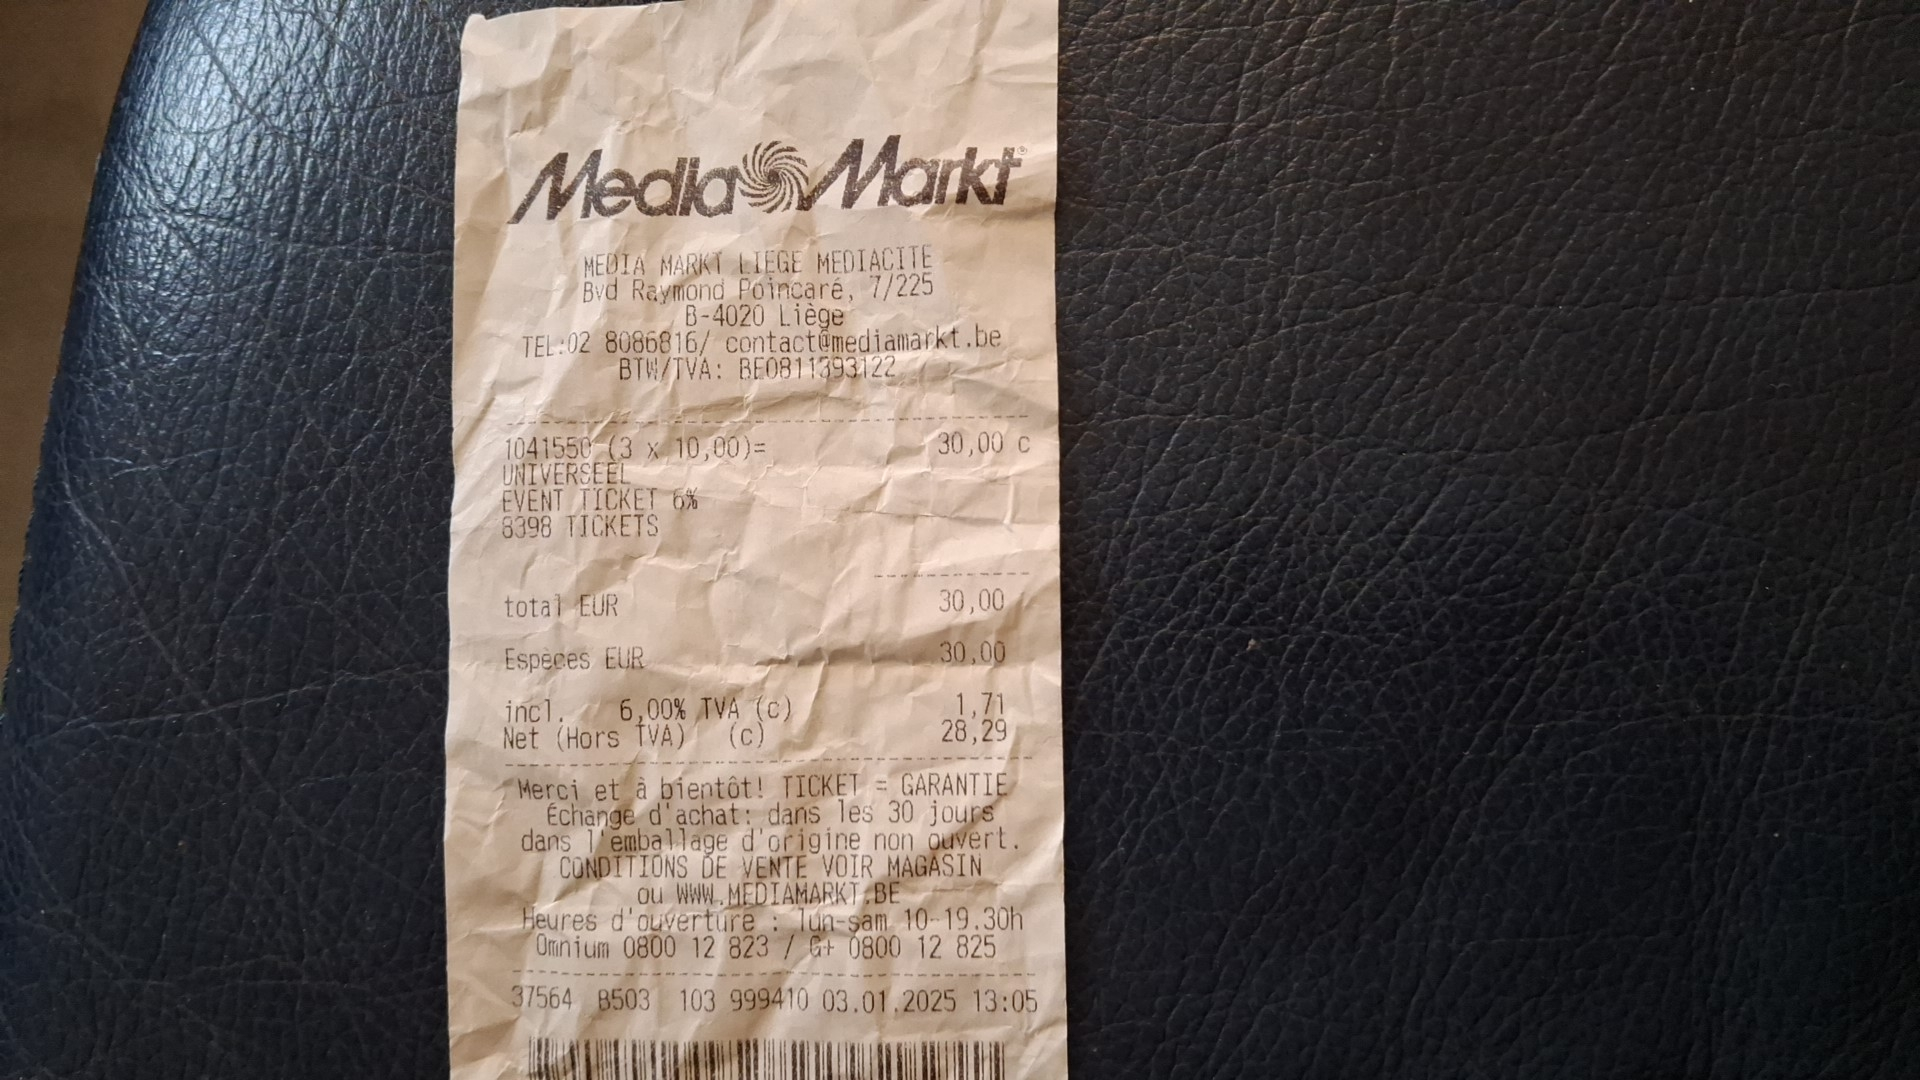 Media Markt®
MEDIA MARKT LIEGE MEDIACITE
Bvd Raymond Poincaré, 7/225
B-4020 Liège
TEL:02 8086816/ contact@mediamarkt.be
BTW/TVA: BE0811393122
1041550 (3 x 10,00)= 30,00 c
UNIVERSEEL
EVENT TICKET 6%
8398 TICKETS
total EUR 30,00
Espèces EUR 30,00
incl. 6,00% TVA (c) 1,71
Net (Hors TVA) (c) 28,29
Merci et à bientôt! TICKET = GARANTIE
Échange d'achat: dans les 30 jours
dans l'emballage d'origine non ouvert.
CONDITIONS DE VENTE VOIR MAGASIN
ou WWW.MEDIAMARKT.BE
Heures d'ouverture : lun-sam 10-19.30h
Omnium 0800 12 823 / G+ 0800 12 825
37564 B503 103 999410 03.01.2025 13:05